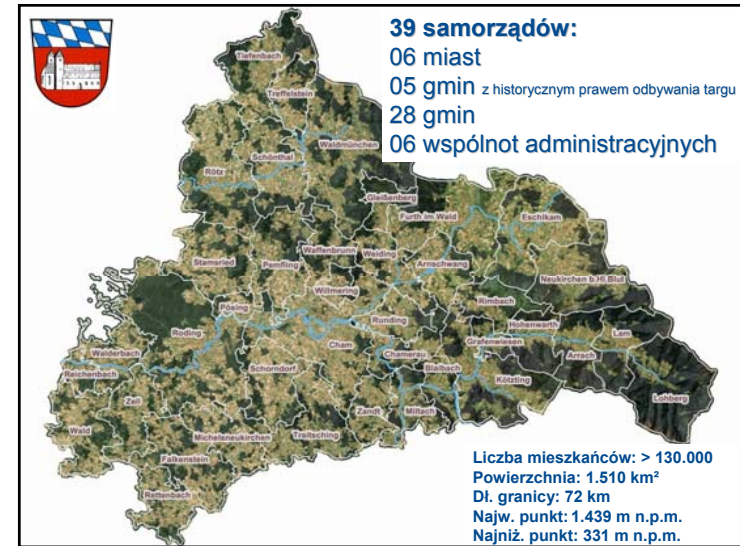 39 samorządów:
06 miast
05 gmin z historycznym prawem odbywania targu
28 gmin
06 wspólnot administracyjnych
Tiefenbach
Treffelstein
Waldmünchen
Schönthal
Rötz
Gleißenberg
Furth im Wald
Eschlkam
Waffenbrunn
Weiding
Arnschwang
Stamsried
Pemfling
Neukirchen b.Hl.Blut
Willmering
Rimbach
Pösing
Runding
Hohenwarth
Roding
Cham
Grafenwiesen
Lam
Walderbach
Chamerau
Arrach
Reichenbach
Schorndorf
Blaibach
Kötzting
Zell
Zandt
Miltach
Lohberg
Wald
Michelsneukirchen
Traitsching
Falkenstein
Rettenbach
Liczba mieszkańców: > 130.000
Powierzchnia: 1.510 km²
Dł. granicy: 72 km
Najw. punkt: 1.439 m n.p.m.
Najniż. punkt: 331 m n.p.m.